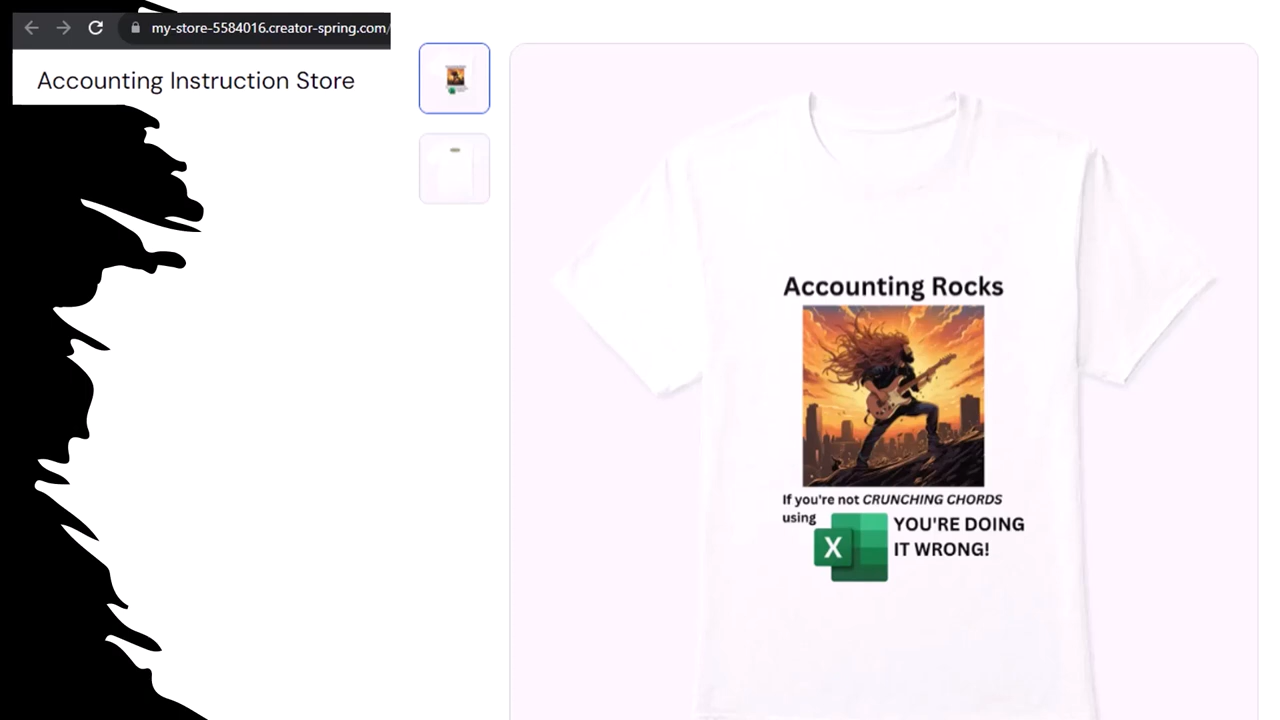 my-store-5584016.creator-spring.com/
Accounting Instruction Store
Accounting Rocks
If you're not CRUNCHING CHORDS
using
X
YOU'RE DOING
IT WRONG!